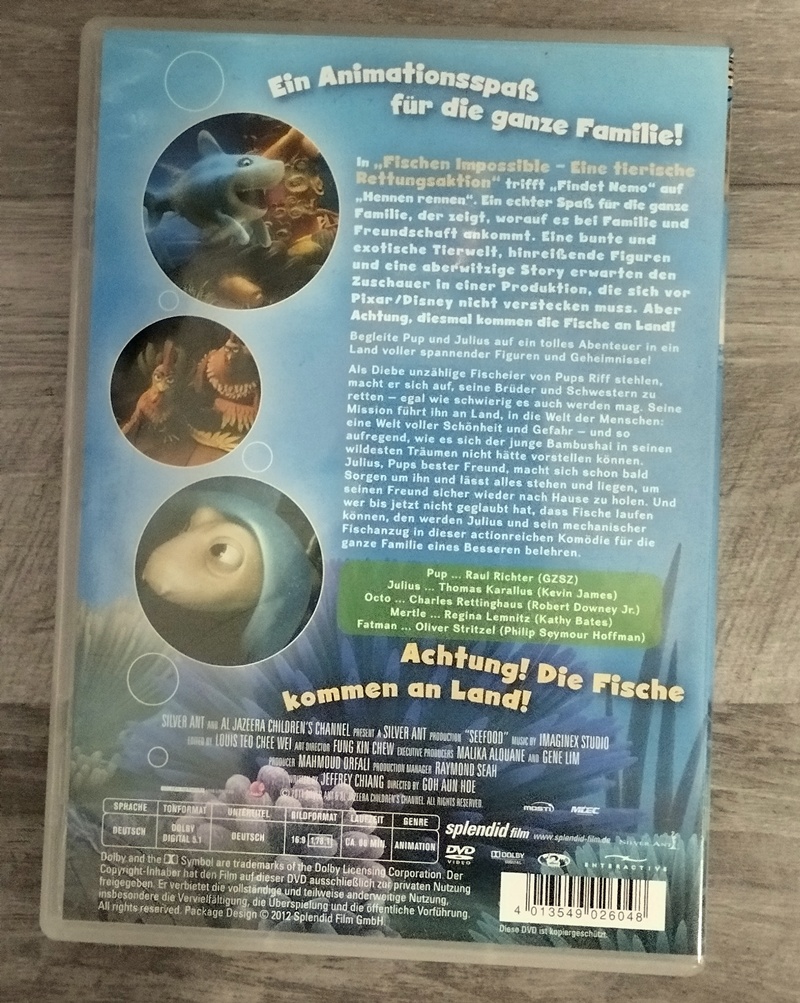 Ein Animationsspaß
für die ganze Familie!
In „Fischen Impossible – Eine tierische
Rettungsaktion“ trifft „Findet Nemo“ auf
„Hennen rennen“. Ein echter Spaß für die ganze
Familie, der zeigt, worauf es bei Familie und
Freundschaft ankommt. Eine bunte und
exotische Tierwelt, hinreißende Figuren
und eine aberwitzige Story erwarten den
Zuschauer in einer Produktion, die sich vor
Pixar/Disney nicht verstecken muss. Aber
Achtung, diesmal kommen die Fische an Land!
Begleite Pup und Julius auf ein tolles Abenteuer in ein
Land voller spannender Figuren und Geheimnisse!
Als Diebe unzählige Fischeier von Pups Riff stehlen,
macht er sich auf, seine Brüder und Schwestern zu
retten – egal wie schwierig es auch werden mag. Seine
Mission führt ihn an Land, in die Welt der Menschen:
eine Welt voller Schönheit und Gefahr – und so
aufregend, wie es sich der junge Bambushai in seinen
wildesten Träumen nicht hätte vorstellen können.
Julius, Pups bester Freund, macht sich schon bald
Sorgen um ihn und lässt alles stehen und liegen, um
seinen Freund sicher wieder nach Hause zu holen. Und
wer bis jetzt nicht geglaubt hat, dass Fische laufen
können, den werden Julius und sein mechanischer
Fischanzug in dieser actionreichen Komödie für die
ganze Familie eines Besseren belehren.
Pup ... Raul Richter (GZSZ)
Julius ... Thomas Karallus (Kevin James)
Octo ... Charles Rettinghaus (Robert Downey Jr.)
Mertle ... Regina Lemnitz (Kathy Bates)
Fatman ... Oliver Stritzel (Philip Seymour Hoffman)
Achtung! Die Fische
kommen an Land!
SILVER ANT AND AL JAZEERA CHILDREN'S CHANNEL PRESENT A SILVER ANT PRODUCTION "SEEFOOD" MUSIC BY IMAGINEX STUDIO
EDITED BY LOUIS TEO CHEE WEI ART DIRECTOR FUNG KIN CHEW EXECUTIVE PRODUCERS MALIKA ALOUANE AND GENE LIM
PRODUCER MAHMOUD ORFALI PRODUCTION MANAGER RAYMOND SEAH
JEFFREY CHIANG DIRECTED BY GOH AUN HOE
AL JAZEERA CHILDREN'S CHANNEL. ALL RIGHTS RESERVED.
mosti MDEC
SPRACHE TONFORMAT UNTERTITEL BILDFORMAT LAUFZEIT GENRE
DEUTSCH DOLBY DIGITAL 5.1 DEUTSCH 16:9 1,78:1 CA. 86 MIN. ANIMATION
splendid film www.splendid-film.de SILVER ANT
DVD VIDEO DOLBY DIGITAL 2 INTERACTIVE
Dolby and the Symbol are trademarks of the Dolby Licensing Corporation. Der
Copyright-Inhaber hat den Film auf dieser DVD ausschließlich zur privaten Nutzung
freigegeben. Er verbietet die vollständige und teilweise anderweitige Nutzung,
insbesondere die Vervielfältigung, die Überspielung und die öffentliche Vorführung.
All rights reserved. Package Design © 2012 Splendid Film GmbH.
4 013549 026048
Diese DVD ist kopiergeschützt.